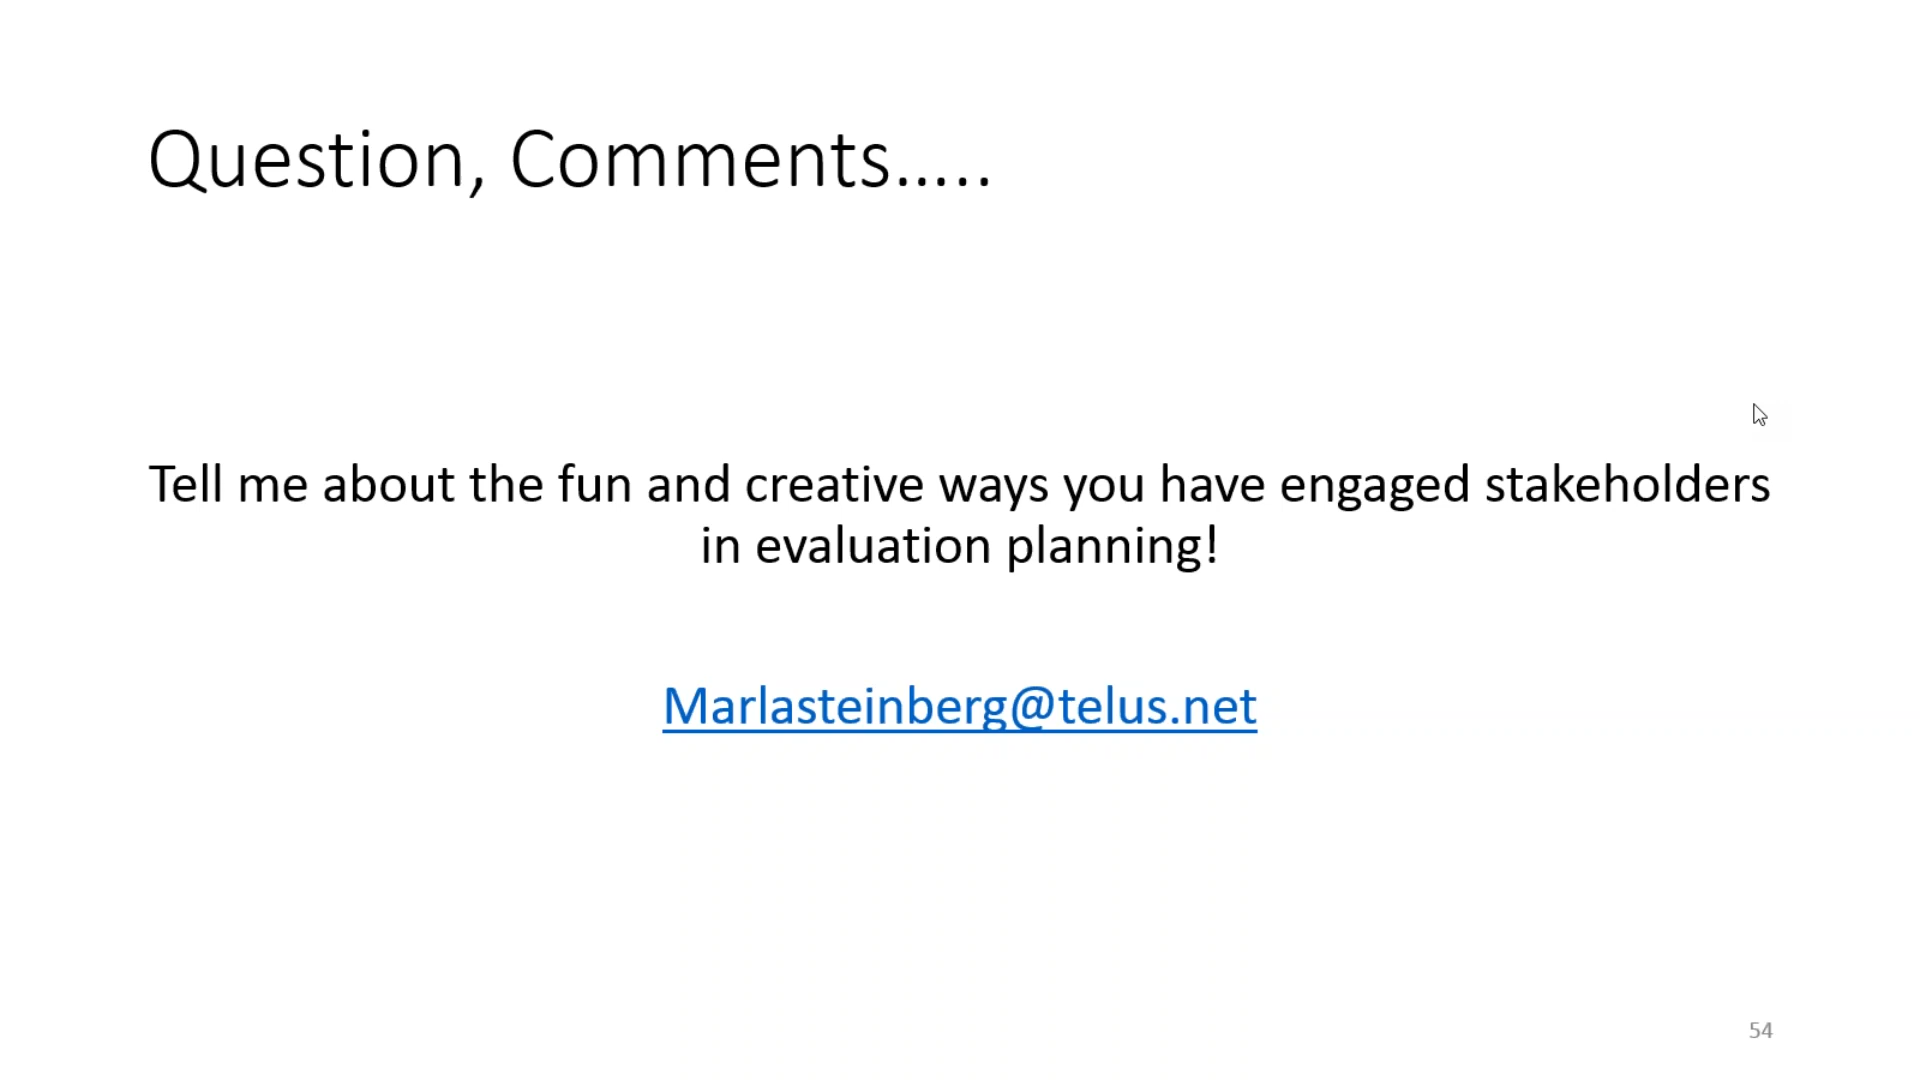 Question, Comments…..
Tell me about the fun and creative ways you have engaged stakeholders
in evaluation planning!
Marlasteinberg@telus.net
54